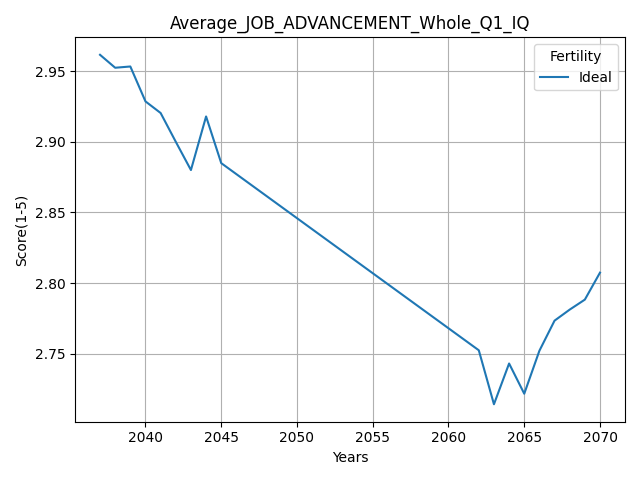 Average_JOB_ADVANCEMENT_Whole_Q1_IQ
Fertility
Ideal
Score(1-5)
2.95
2.90
2.85
2.80
2.75
2040 2045 2050 2055 2060 2065 2070
Years